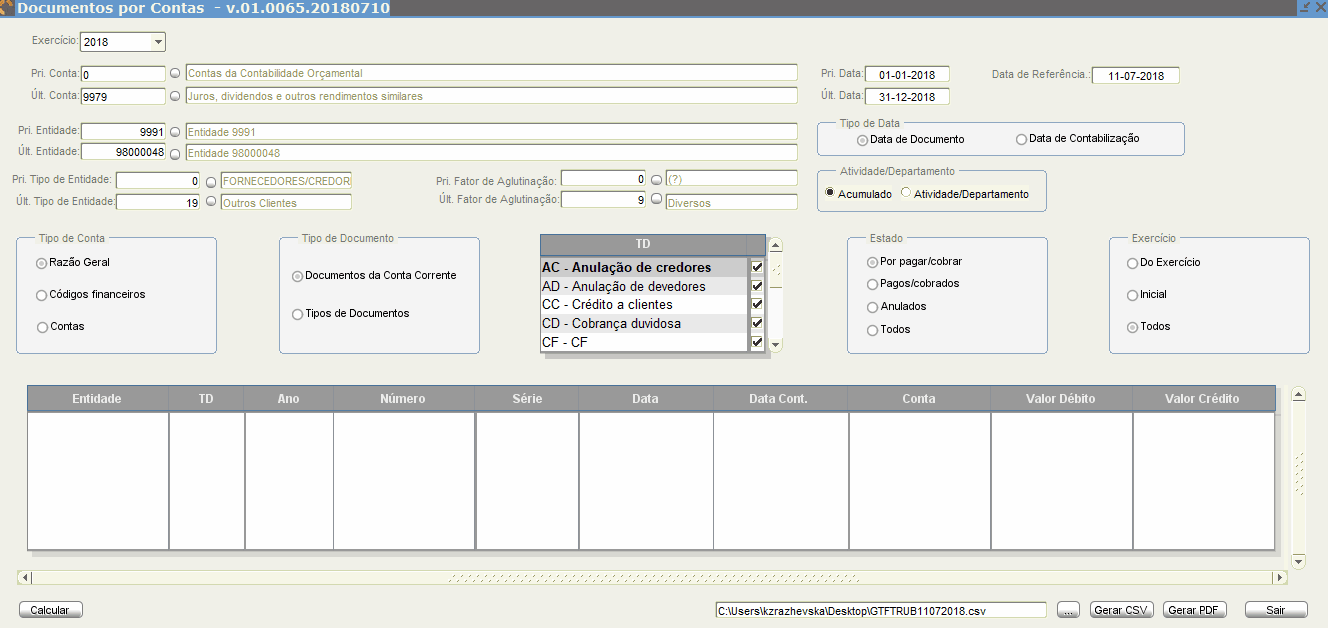 Documentos por Contas - v.01.0065.20180710
Exercício: 2018
Pri. Conta: 0 Contas da Contabilidade Orçamental Pri. Data: 01-01-2018 Data de Referência.: 11-07-2018
Últ. Conta: 9979 Juros, dividendos e outros rendimentos similares Últ. Data: 31-12-2018
Pri. Entidade: 9991 Entidade 9991
Últ. Entidade: 98000048 Entidade 98000048
Tipo de Data
Data de Documento Data de Contabilização
Pri. Tipo de Entidade: 0 FORNECEDORES/CREDOR Pri. Fator de Aglutinação: 0 (?)
Últ. Tipo de Entidade: 19 Outros Clientes Últ. Fator de Aglutinação: 9 Diversos
Atividade/Departamento
Acumulado Atividade/Departamento
Tipo de Conta
Razão Geral
Códigos financeiros
Contas
Tipo de Documento
Documentos da Conta Corrente
Tipos de Documentos
TD
AC - Anulação de credores
AD - Anulação de devedores
CC - Crédito a clientes
CD - Cobrança duvidosa
CF - CF
Estado
Por pagar/cobrar
Pagos/cobrados
Anulados
Todos
Exercício
Do Exercício
Inicial
Todos
Entidade TD Ano Número Série Data Data Cont. Conta Valor Débito Valor Crédito
Calcular C:\Users\kzrazhevska\Desktop\GTFTRUB11072018.csv ... Gerar CSV Gerar PDF Sair